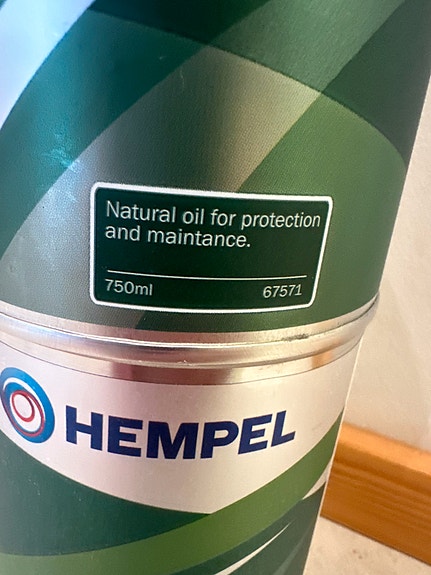 Natural oil for protection
and maintance.
750ml 67571
HEMPEL